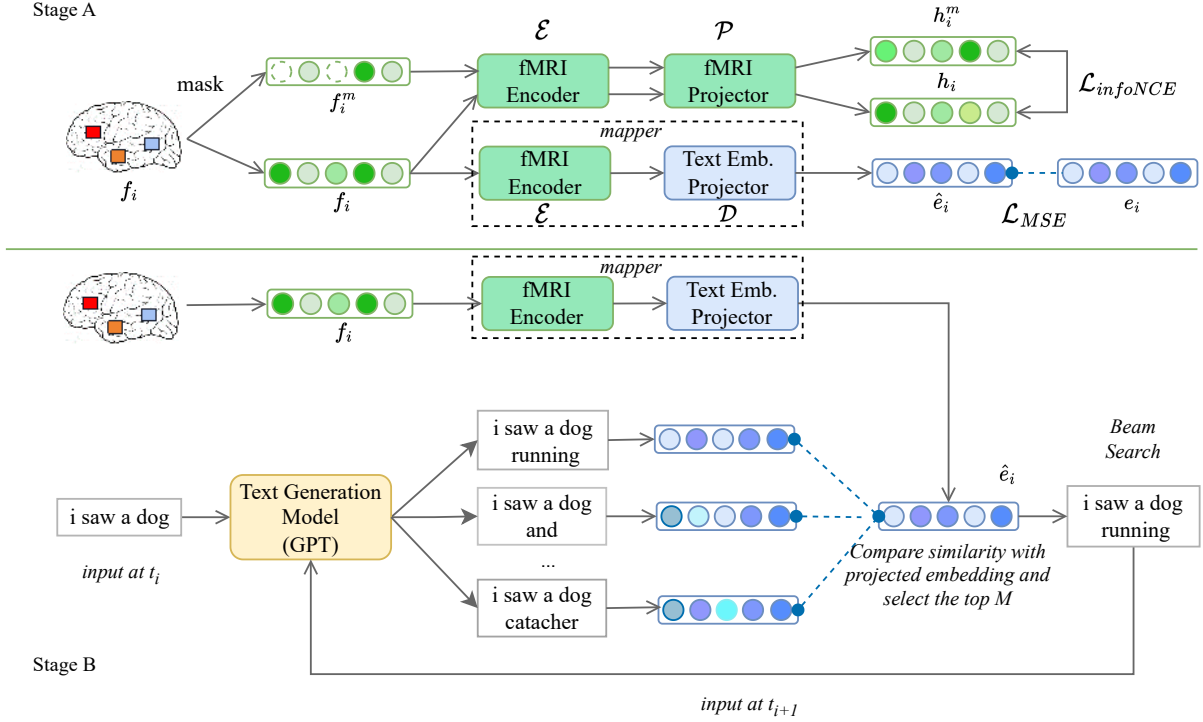 Stage A
mask
f_i
f_i^m
f_i
ℰ
fMRI
Encoder
𝒫
fMRI
Projector
h_i^m
h_i
ℒ_infoNCE
mapper
fMRI
Encoder
ℰ
Text Emb.
Projector
𝒟
ê_i
ℒ_MSE
e_i
mapper
f_i
fMRI
Encoder
Text Emb.
Projector
i saw a dog
input at t_i
Text Generation
Model
(GPT)
i saw a dog
running
i saw a dog
and
...
i saw a dog
catacher
ê_i
Compare similarity with
projected embedding and
select the top M
Beam
Search
i saw a dog
running
Stage B
input at t_{i+1}